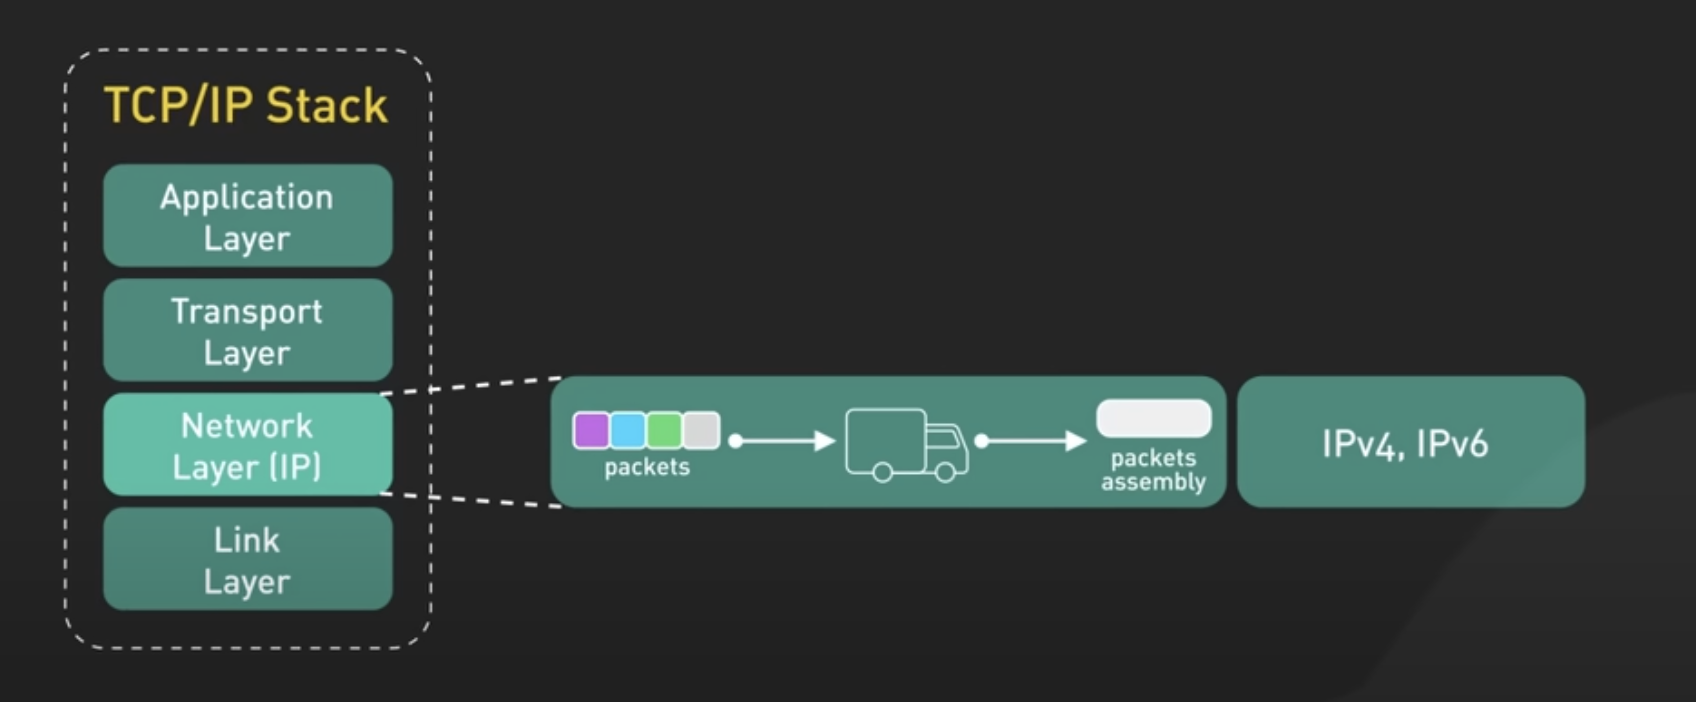 TCP/IP Stack
Application
Layer
Transport
Layer
Network
Layer (IP)
Link
Layer
packets
packets
assembly
IPv4, IPv6